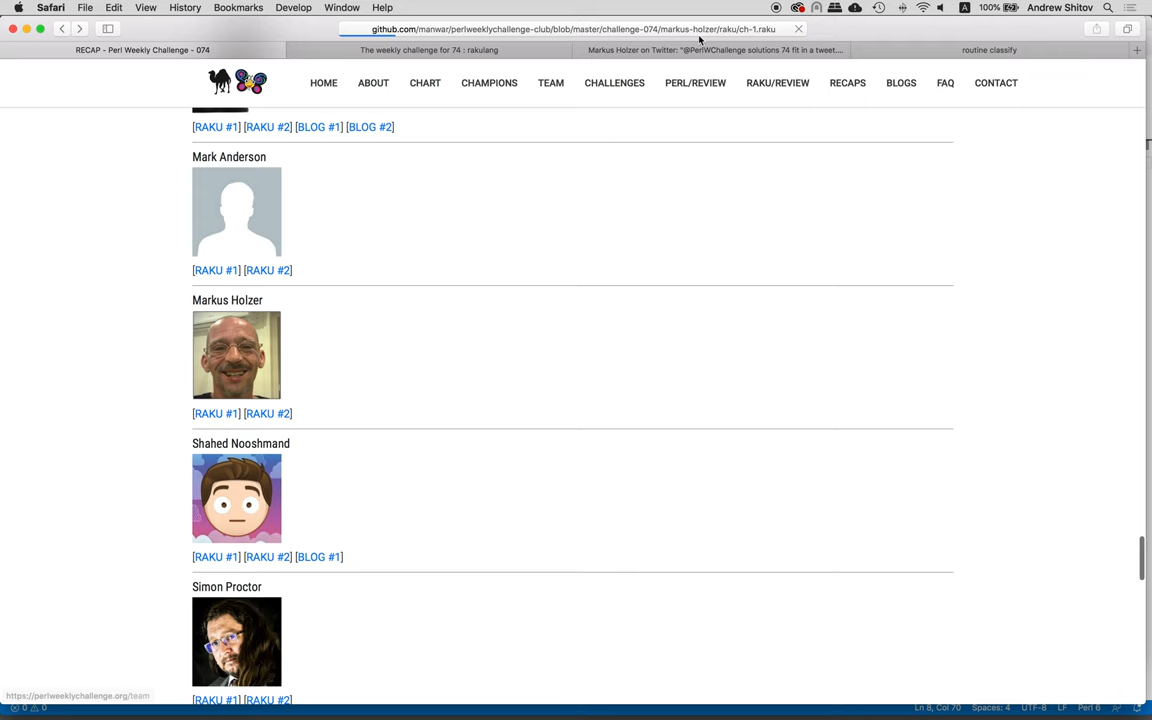 Safari File Edit View History Bookmarks Develop Window Help 100% Andrew Shitov
github.com/manwar/perlweeklychallenge-club/blob/master/challenge-074/markus-holzer/raku/ch-1.raku
RECAP - Perl Weekly Challenge - 074 The weekly challenge for 74 : rakulang Markus Holzer on Twitter: "@PerlWChallenge solutions 74 fit in a tweet.... routine classify
HOME ABOUT CHART CHAMPIONS TEAM CHALLENGES PERL/REVIEW RAKU/REVIEW RECAPS BLOGS FAQ CONTACT
[RAKU #1] [RAKU #2] [BLOG #1] [BLOG #2]
Mark Anderson
[RAKU #1] [RAKU #2]
Markus Holzer
[RAKU #1] [RAKU #2]
Shahed Nooshmand
[RAKU #1] [RAKU #2] [BLOG #1]
Simon Proctor
[RAKU #1] [RAKU #2]
https://perlweeklychallenge.org/team
0 0 Ln 8, Col 70 Spaces: 4 UTF-8 LF Perl 6